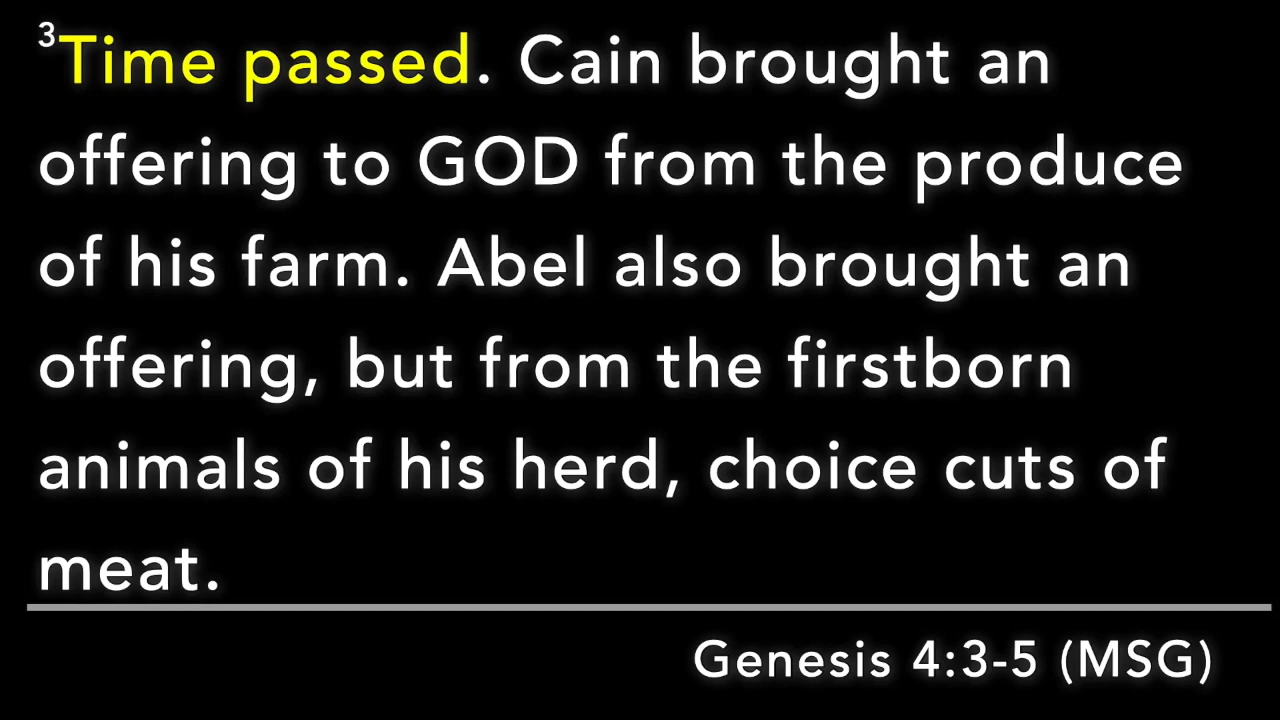 3Time passed. Cain brought an
offering to GOD from the produce
of his farm. Abel also brought an
offering, but from the firstborn
animals of his herd, choice cuts of
meat.
Genesis 4:3-5 (MSG)